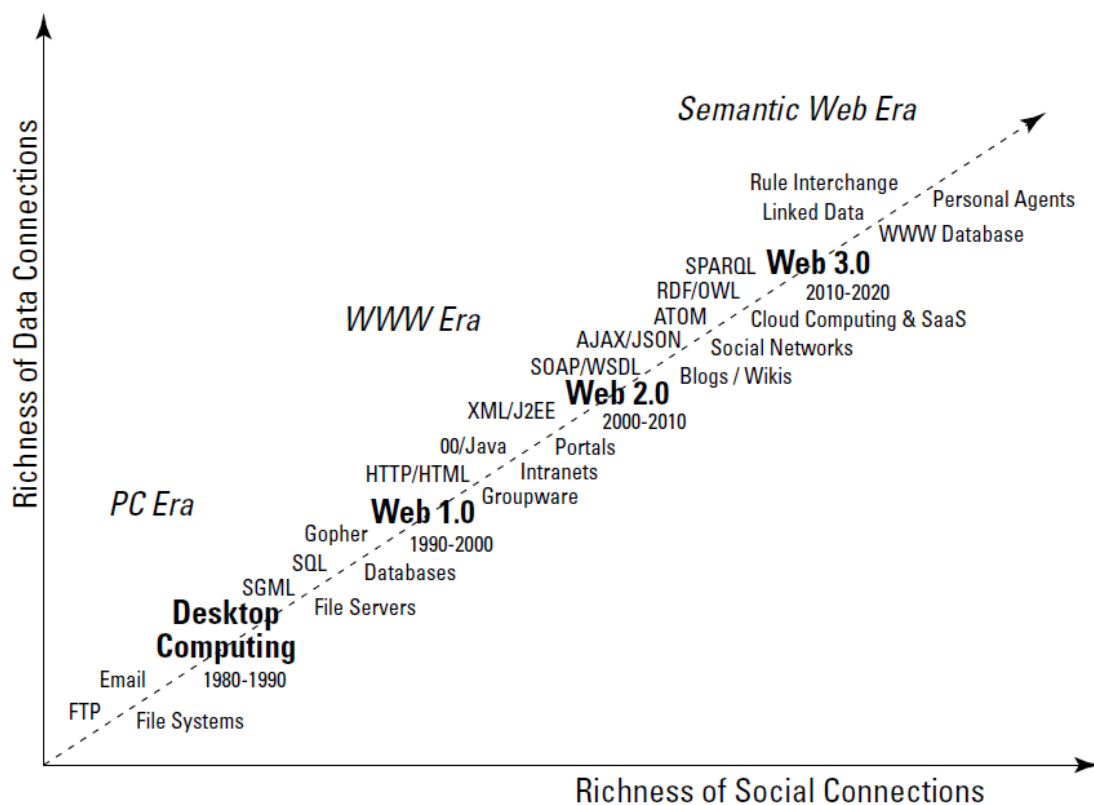 Semantic Web Era
Rule Interchange
Personal Agents
Linked Data
WWW Database
SPARQL
Web 3.0
RDF/OWL
2010-2020
WWW Era
ATOM
Cloud Computing & SaaS
AJAX/JSON
Social Networks
SOAP/WSDL
Blogs / Wikis
Web 2.0
XML/J2EE
2000-2010
OO/Java
Portals
HTTP/HTML
Intranets
PC Era
Groupware
Web 1.0
Gopher
1990-2000
SQL
Databases
SGML
File Servers
Desktop
Computing
Email
1980-1990
FTP
File Systems
Richness of Data Connections
Richness of Social Connections